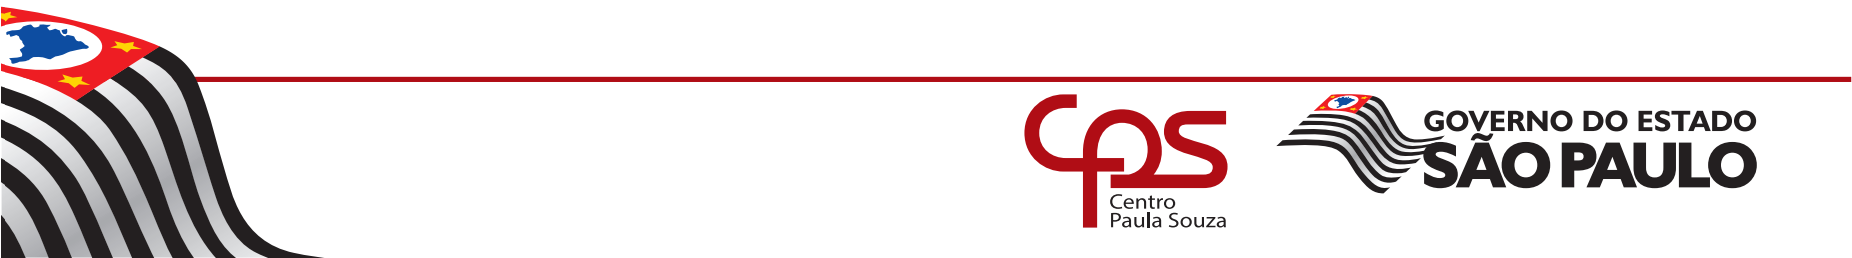 CPS
Centro
Paula Souza
GOVERNO DO ESTADO
SÃO PAULO